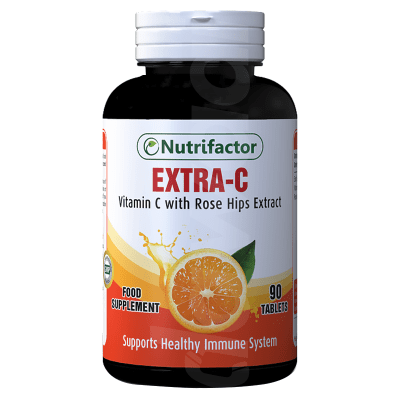 Nutrifactor
EXTRA-C
Vitamin C with Rose Hips Extract
FOOD
SUPPLEMENT
90
TABLETS
Supports Healthy Immune System